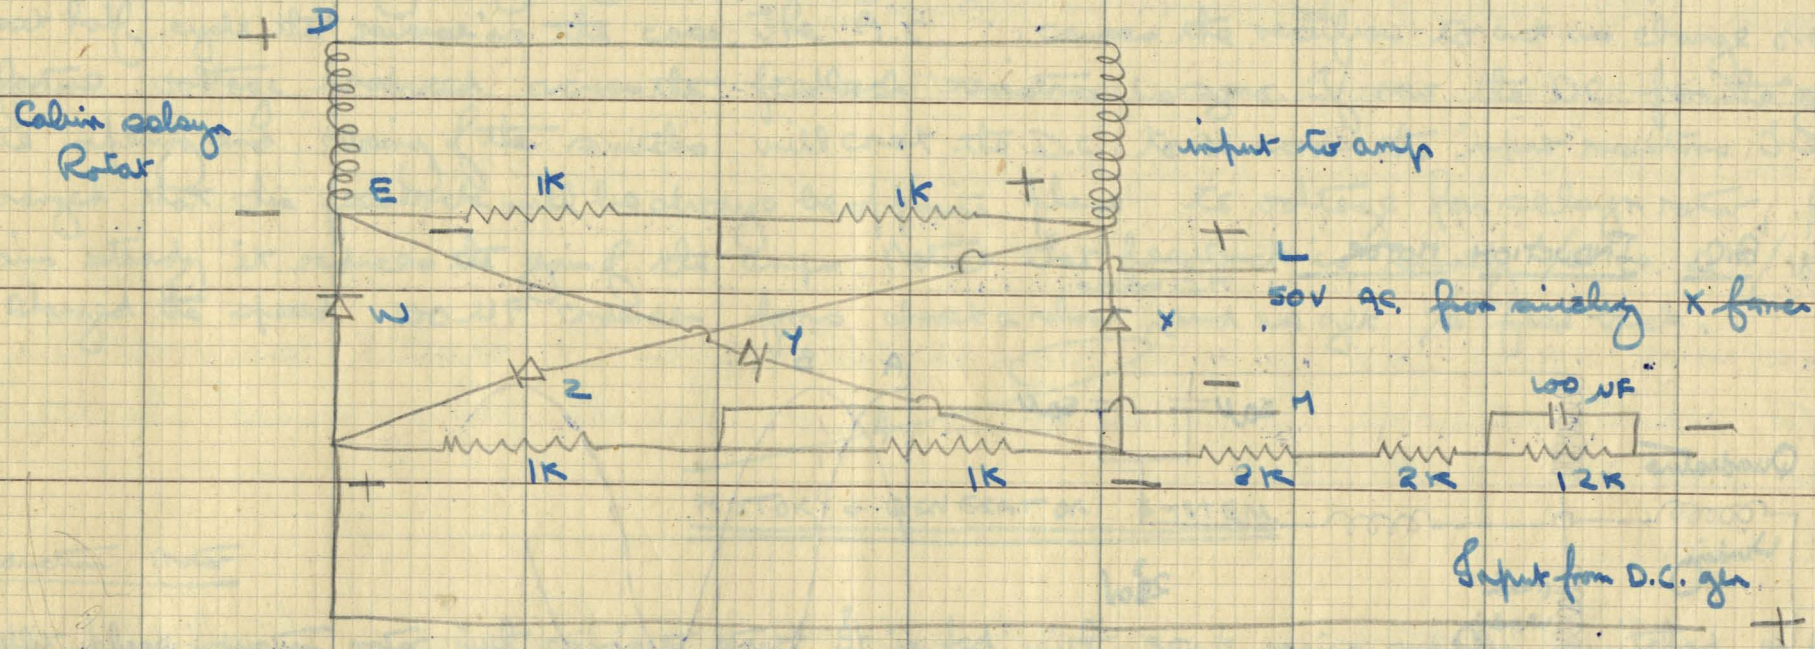 + D
Cabin selsyn
Rotor
input to amp
E
1K
1K
+
−
−
+
L
50V AC. from auxiliary X former
W
Y
X
Z
−
M
100 µF
−
1K
1K
2K
2K
12K
+
−
Input from D.C. gen
+